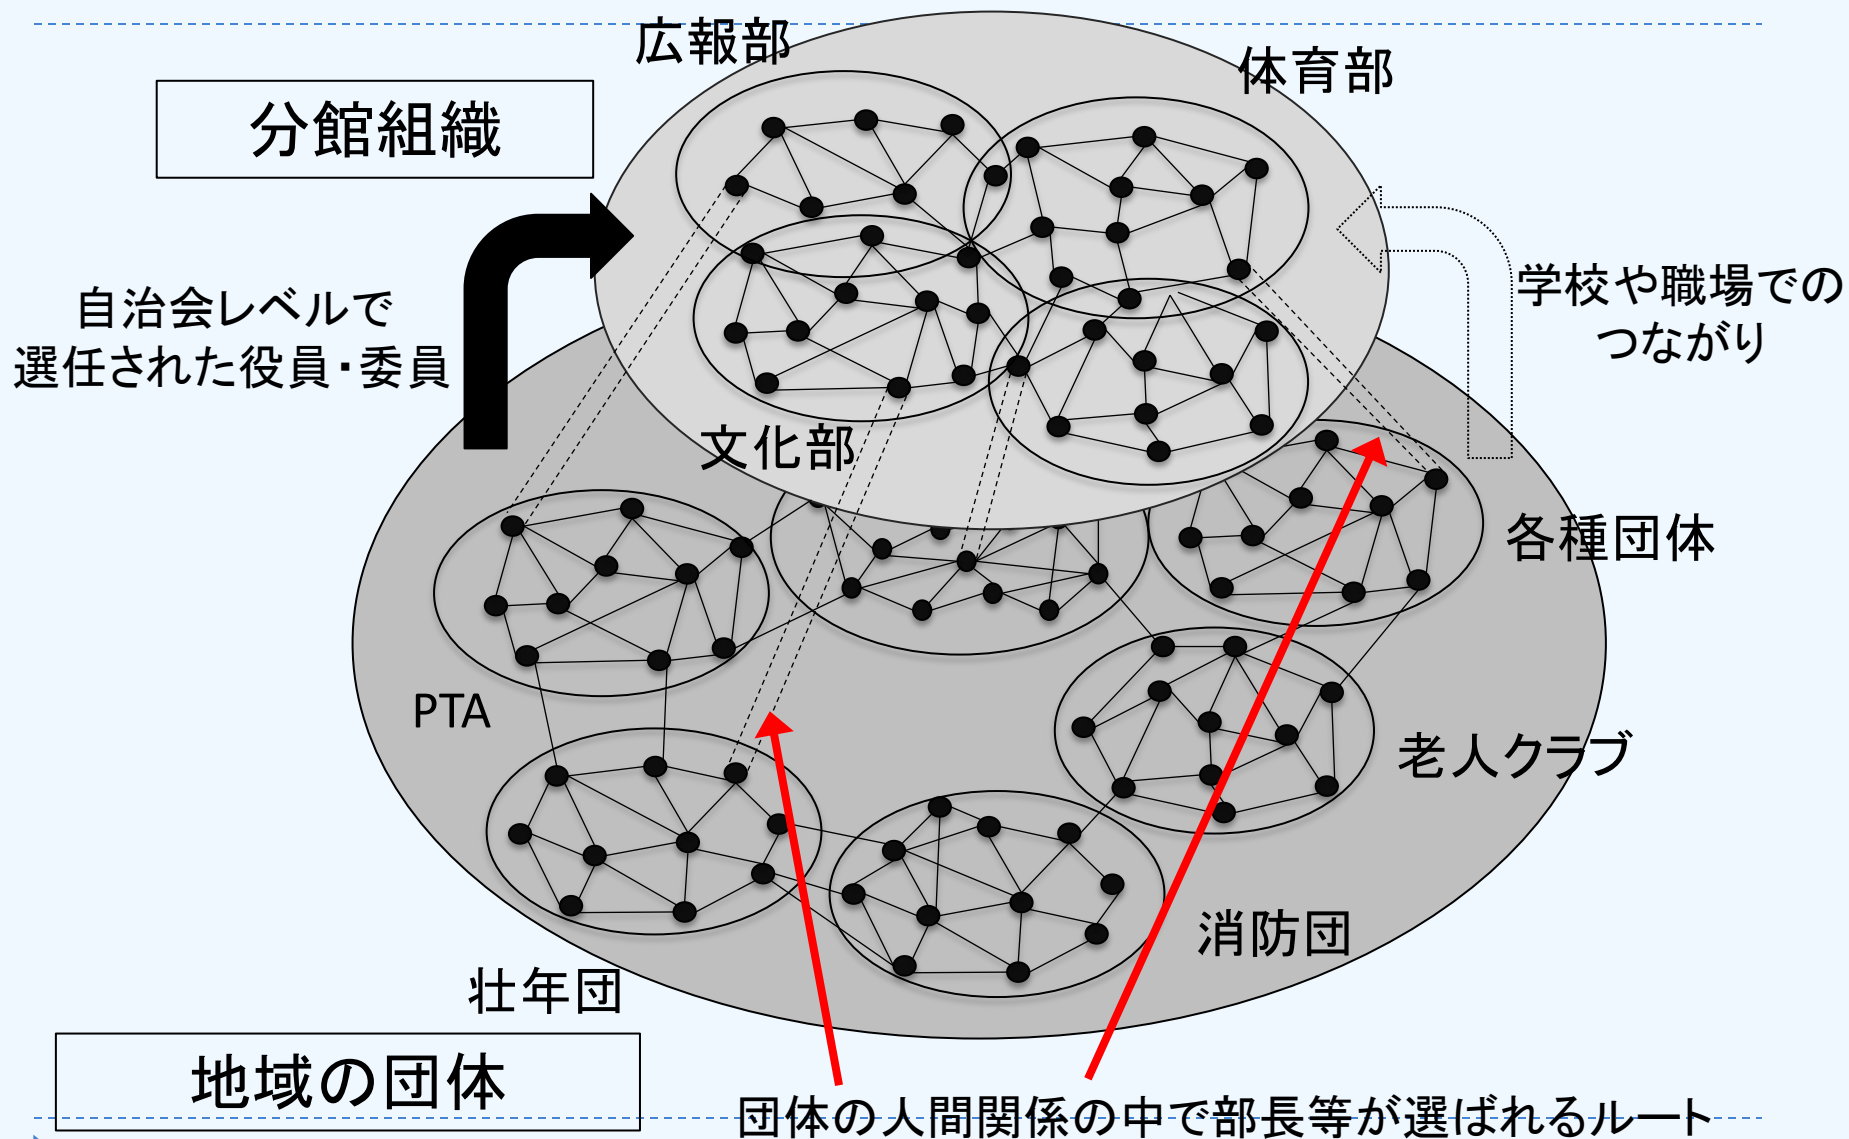 広報部
体育部
分館組織
自治会レベルで
選任された役員・委員
学校や職場での
つながり
文化部
各種団体
PTA
老人クラブ
消防団
壮年団
地域の団体
団体の人間関係の中で部長等が選ばれるルート